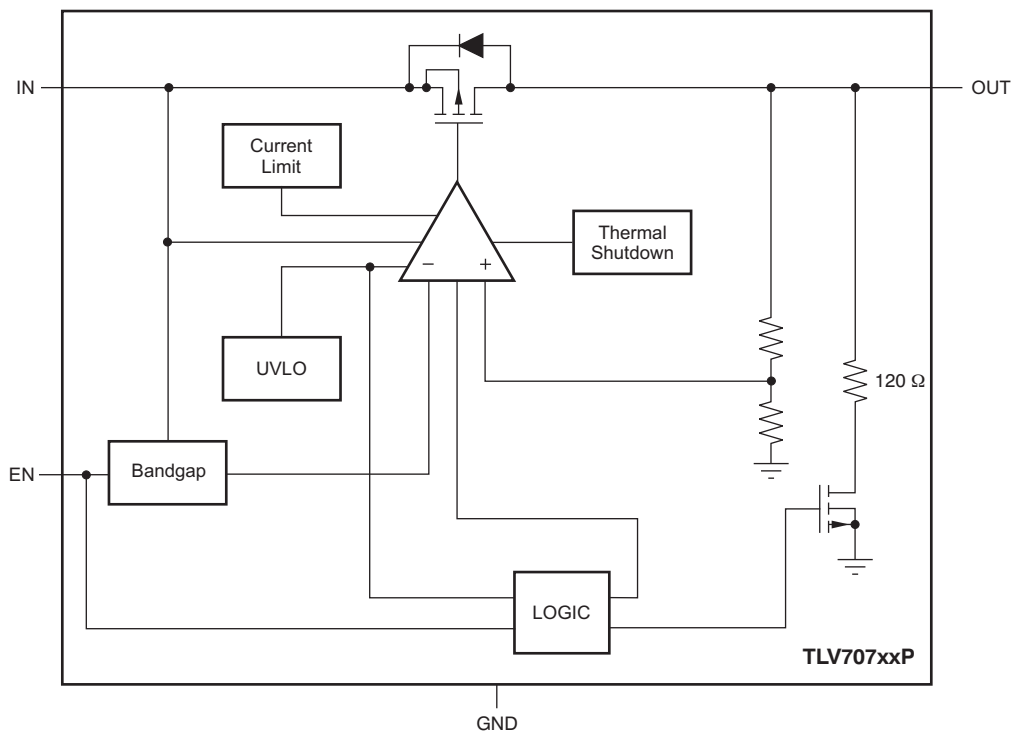 IN
OUT
Current
Limit
Thermal
Shutdown
−
+
UVLO
120 Ω
EN
Bandgap
LOGIC
TLV707xxP
GND